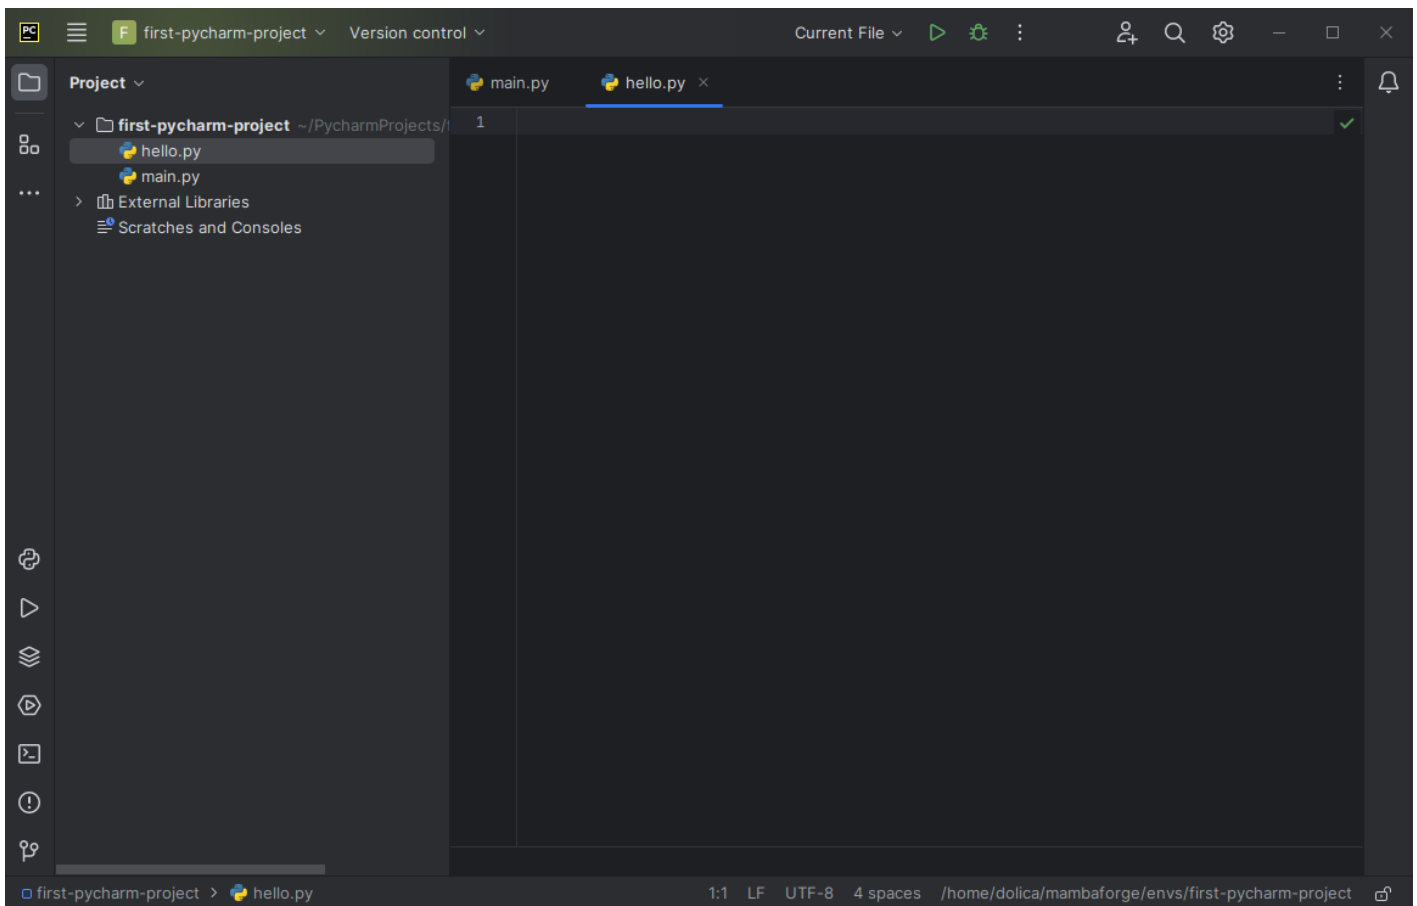 PC F first-pycharm-project Version control Current File
Project main.py hello.py
first-pycharm-project ~/PycharmProjects/ 1
hello.py
main.py
External Libraries
Scratches and Consoles
first-pycharm-project > hello.py 1:1 LF UTF-8 4 spaces /home/dolica/mambaforge/envs/first-pycharm-project